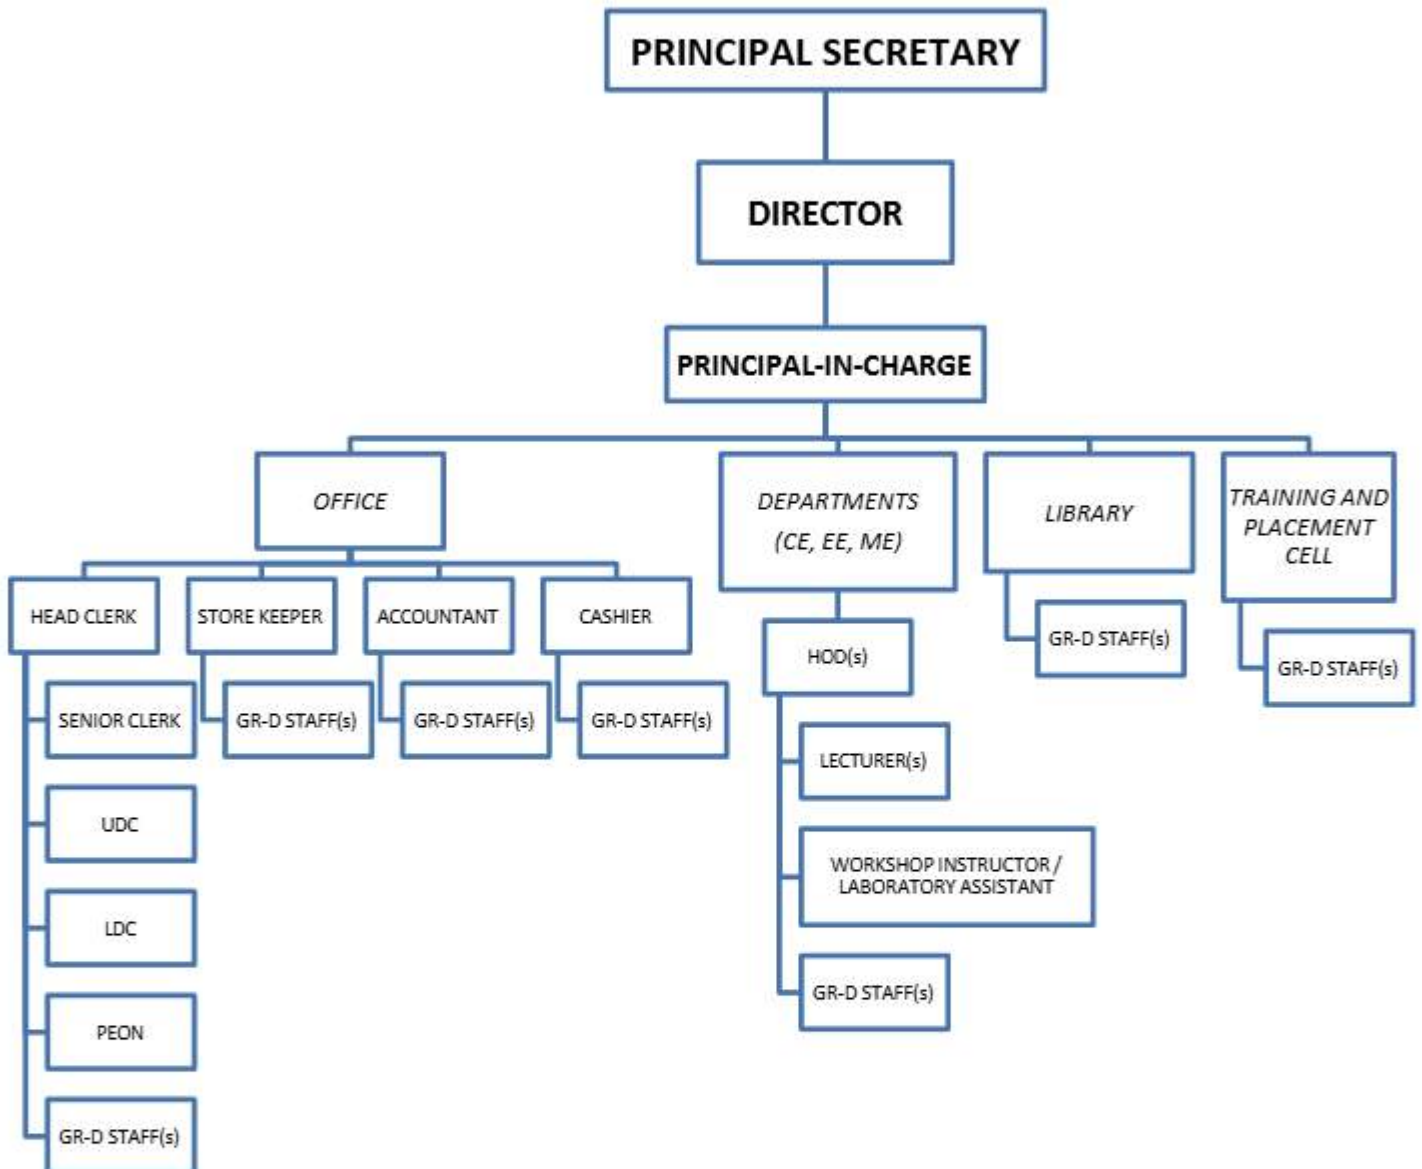 PRINCIPAL SECRETARY
DIRECTOR
PRINCIPAL-IN-CHARGE
OFFICE
DEPARTMENTS
(CE, EE, ME)
LIBRARY
TRAINING AND
PLACEMENT
CELL
HEAD CLERK
STORE KEEPER
ACCOUNTANT
CASHIER
HOD(s)
GR-D STAFF(s)
GR-D STAFF(s)
SENIOR CLERK
GR-D STAFF(s)
GR-D STAFF(s)
GR-D STAFF(s)
LECTURER(s)
UDC
WORKSHOP INSTRUCTOR /
LABORATORY ASSISTANT
LDC
GR-D STAFF(s)
PEON
GR-D STAFF(s)